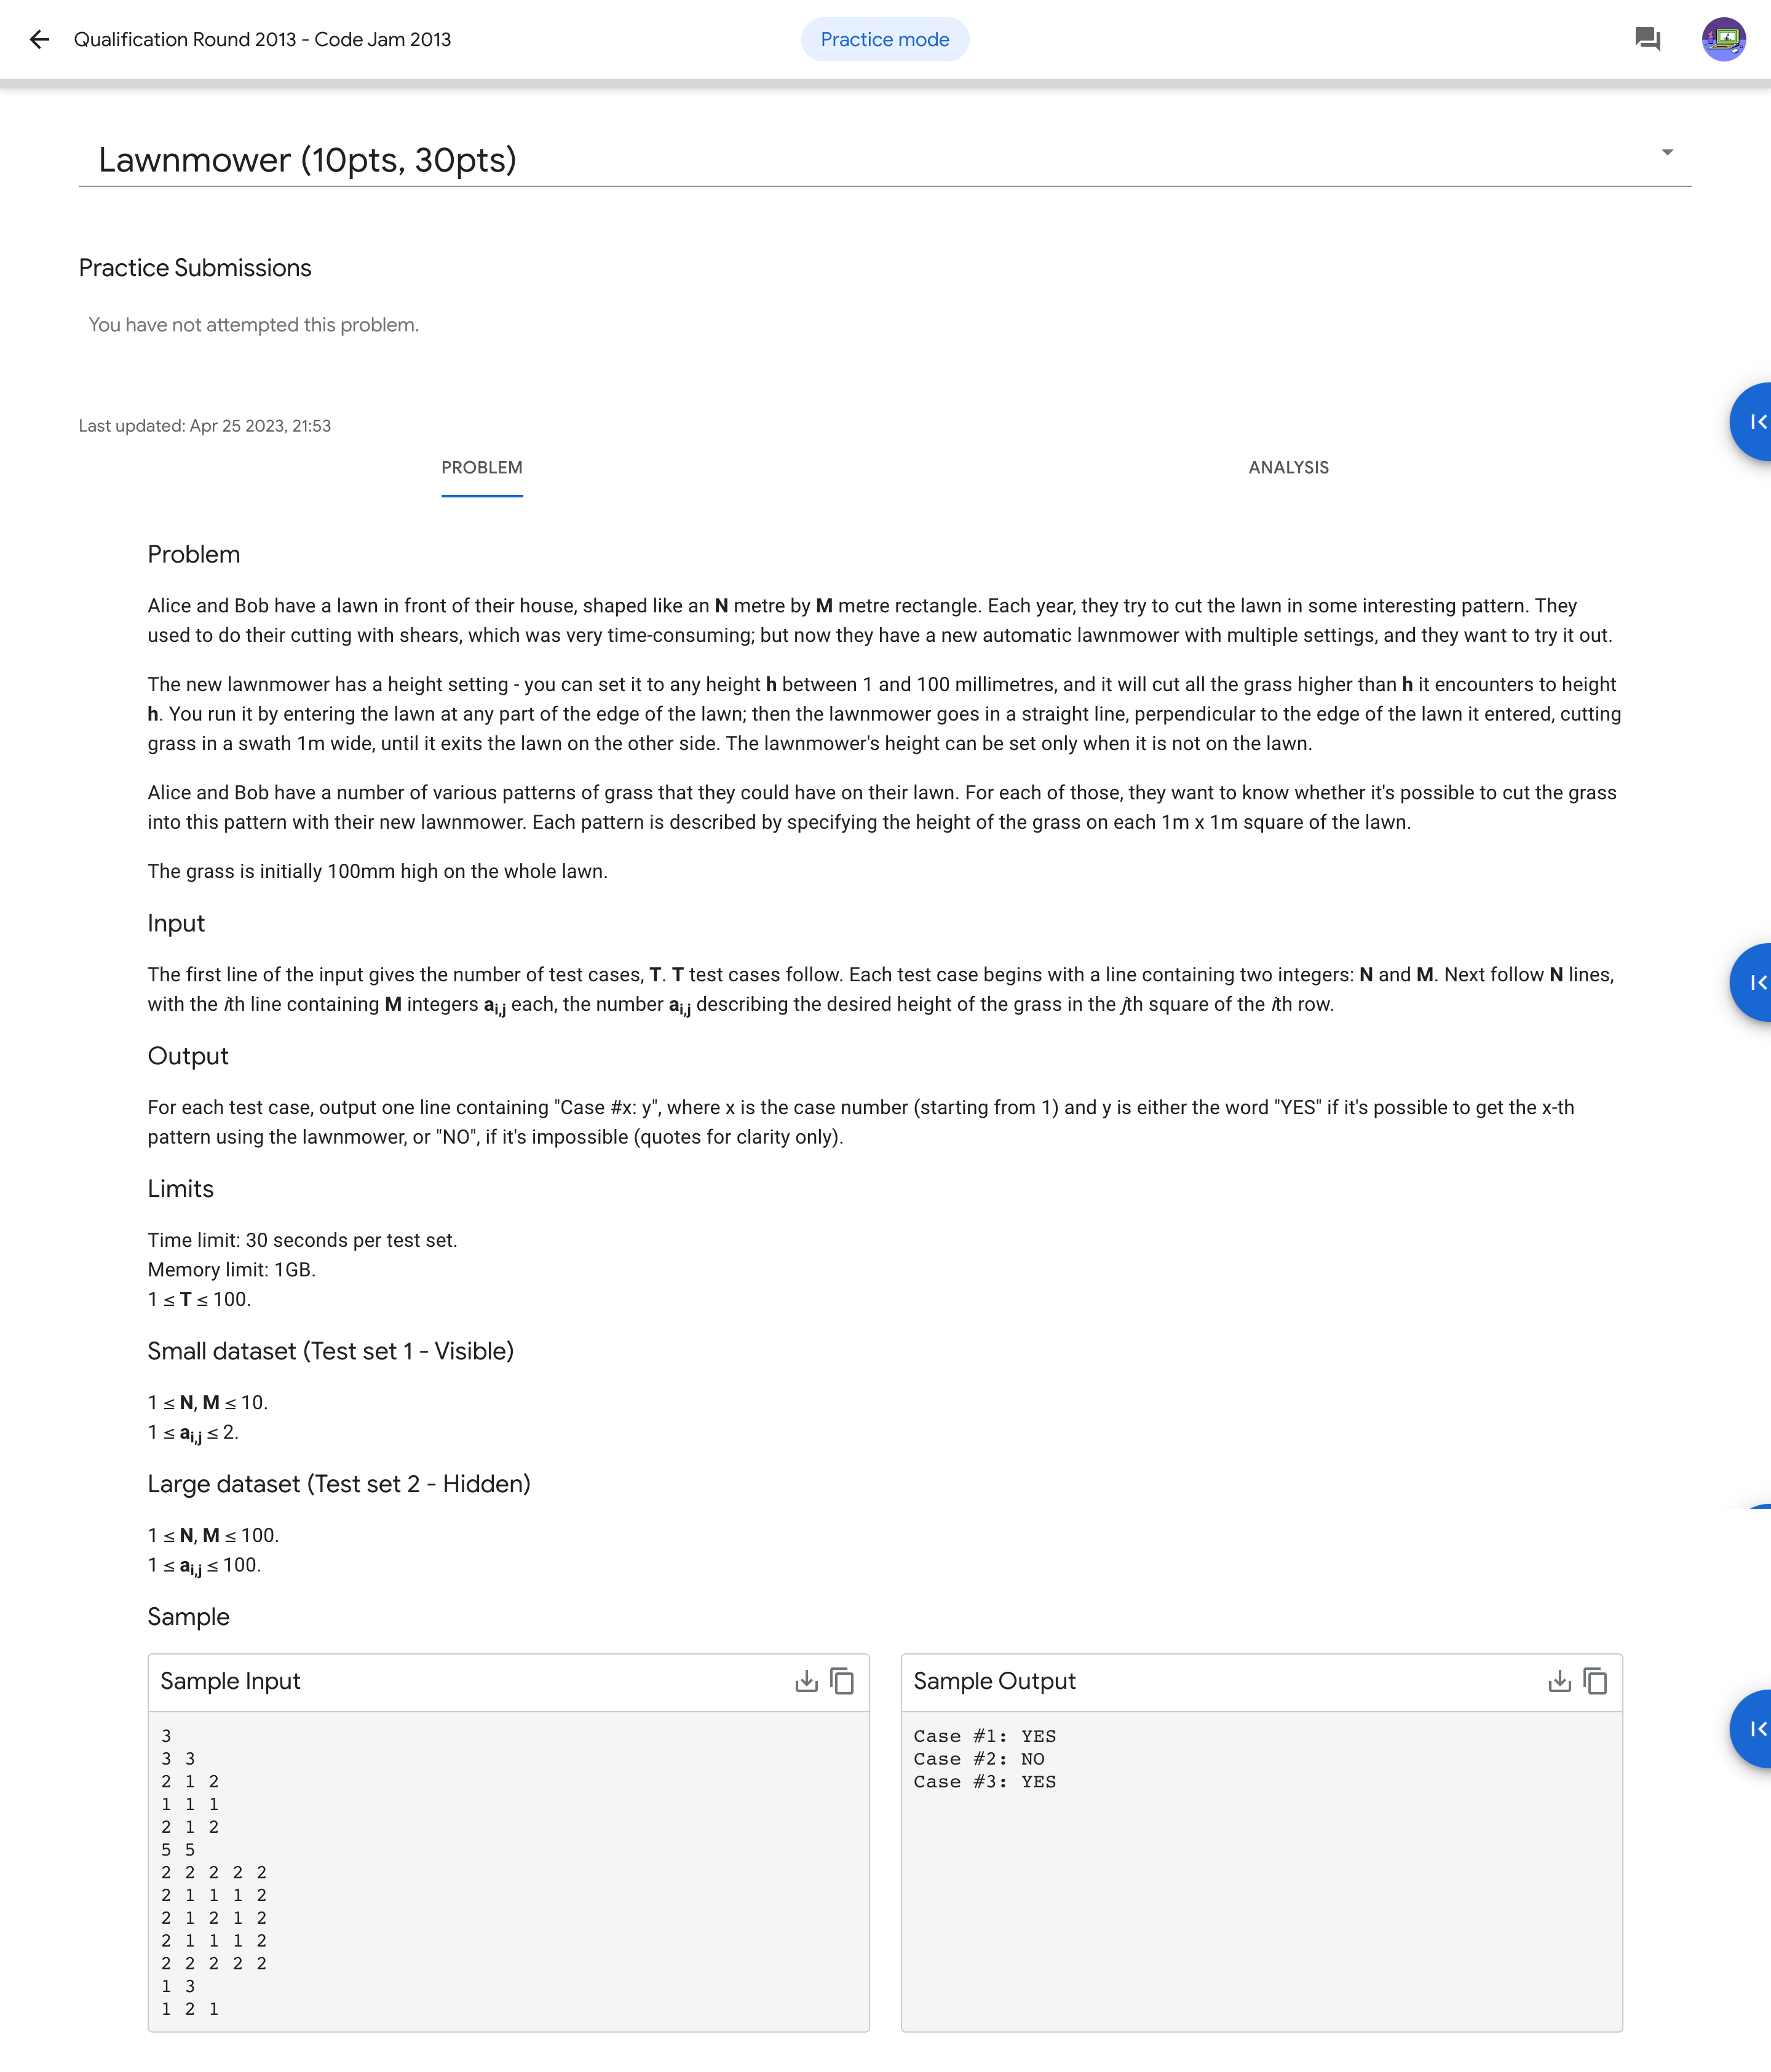 Qualification Round 2013 - Code Jam 2013
Practice mode
Lawnmower (10pts, 30pts)
Practice Submissions
You have not attempted this problem.
Last updated: Apr 25 2023, 21:53
PROBLEM
ANALYSIS
Problem
Alice and Bob have a lawn in front of their house, shaped like an N metre by M metre rectangle. Each year, they try to cut the lawn in some interesting pattern. They
used to do their cutting with shears, which was very time-consuming; but now they have a new automatic lawnmower with multiple settings, and they want to try it out.
The new lawnmower has a height setting - you can set it to any height h between 1 and 100 millimetres, and it will cut all the grass higher than h it encounters to height
h. You run it by entering the lawn at any part of the edge of the lawn; then the lawnmower goes in a straight line, perpendicular to the edge of the lawn it entered, cutting
grass in a swath 1m wide, until it exits the lawn on the other side. The lawnmower's height can be set only when it is not on the lawn.
Alice and Bob have a number of various patterns of grass that they could have on their lawn. For each of those, they want to know whether it's possible to cut the grass
into this pattern with their new lawnmower. Each pattern is described by specifying the height of the grass on each 1m x 1m square of the lawn.
The grass is initially 100mm high on the whole lawn.
Input
The first line of the input gives the number of test cases, T. T test cases follow. Each test case begins with a line containing two integers: N and M. Next follow N lines,
with the ith line containing M integers ai,j each, the number ai,j describing the desired height of the grass in the jth square of the ith row.
Output
For each test case, output one line containing "Case #x: y", where x is the case number (starting from 1) and y is either the word "YES" if it's possible to get the x-th
pattern using the lawnmower, or "NO", if it's impossible (quotes for clarity only).
Limits
Time limit: 30 seconds per test set.
Memory limit: 1GB.
1 ≤ T ≤ 100.
Small dataset (Test set 1 - Visible)
1 ≤ N, M ≤ 10.
1 ≤ ai,j ≤ 2.
Large dataset (Test set 2 - Hidden)
1 ≤ N, M ≤ 100.
1 ≤ ai,j ≤ 100.
Sample
Sample Input
3
3 3
2 1 2
1 1 1
2 1 2
5 5
2 2 2 2 2
2 1 1 1 2
2 1 2 1 2
2 1 1 1 2
2 2 2 2 2
1 3
1 2 1
Sample Output
Case #1: YES
Case #2: NO
Case #3: YES